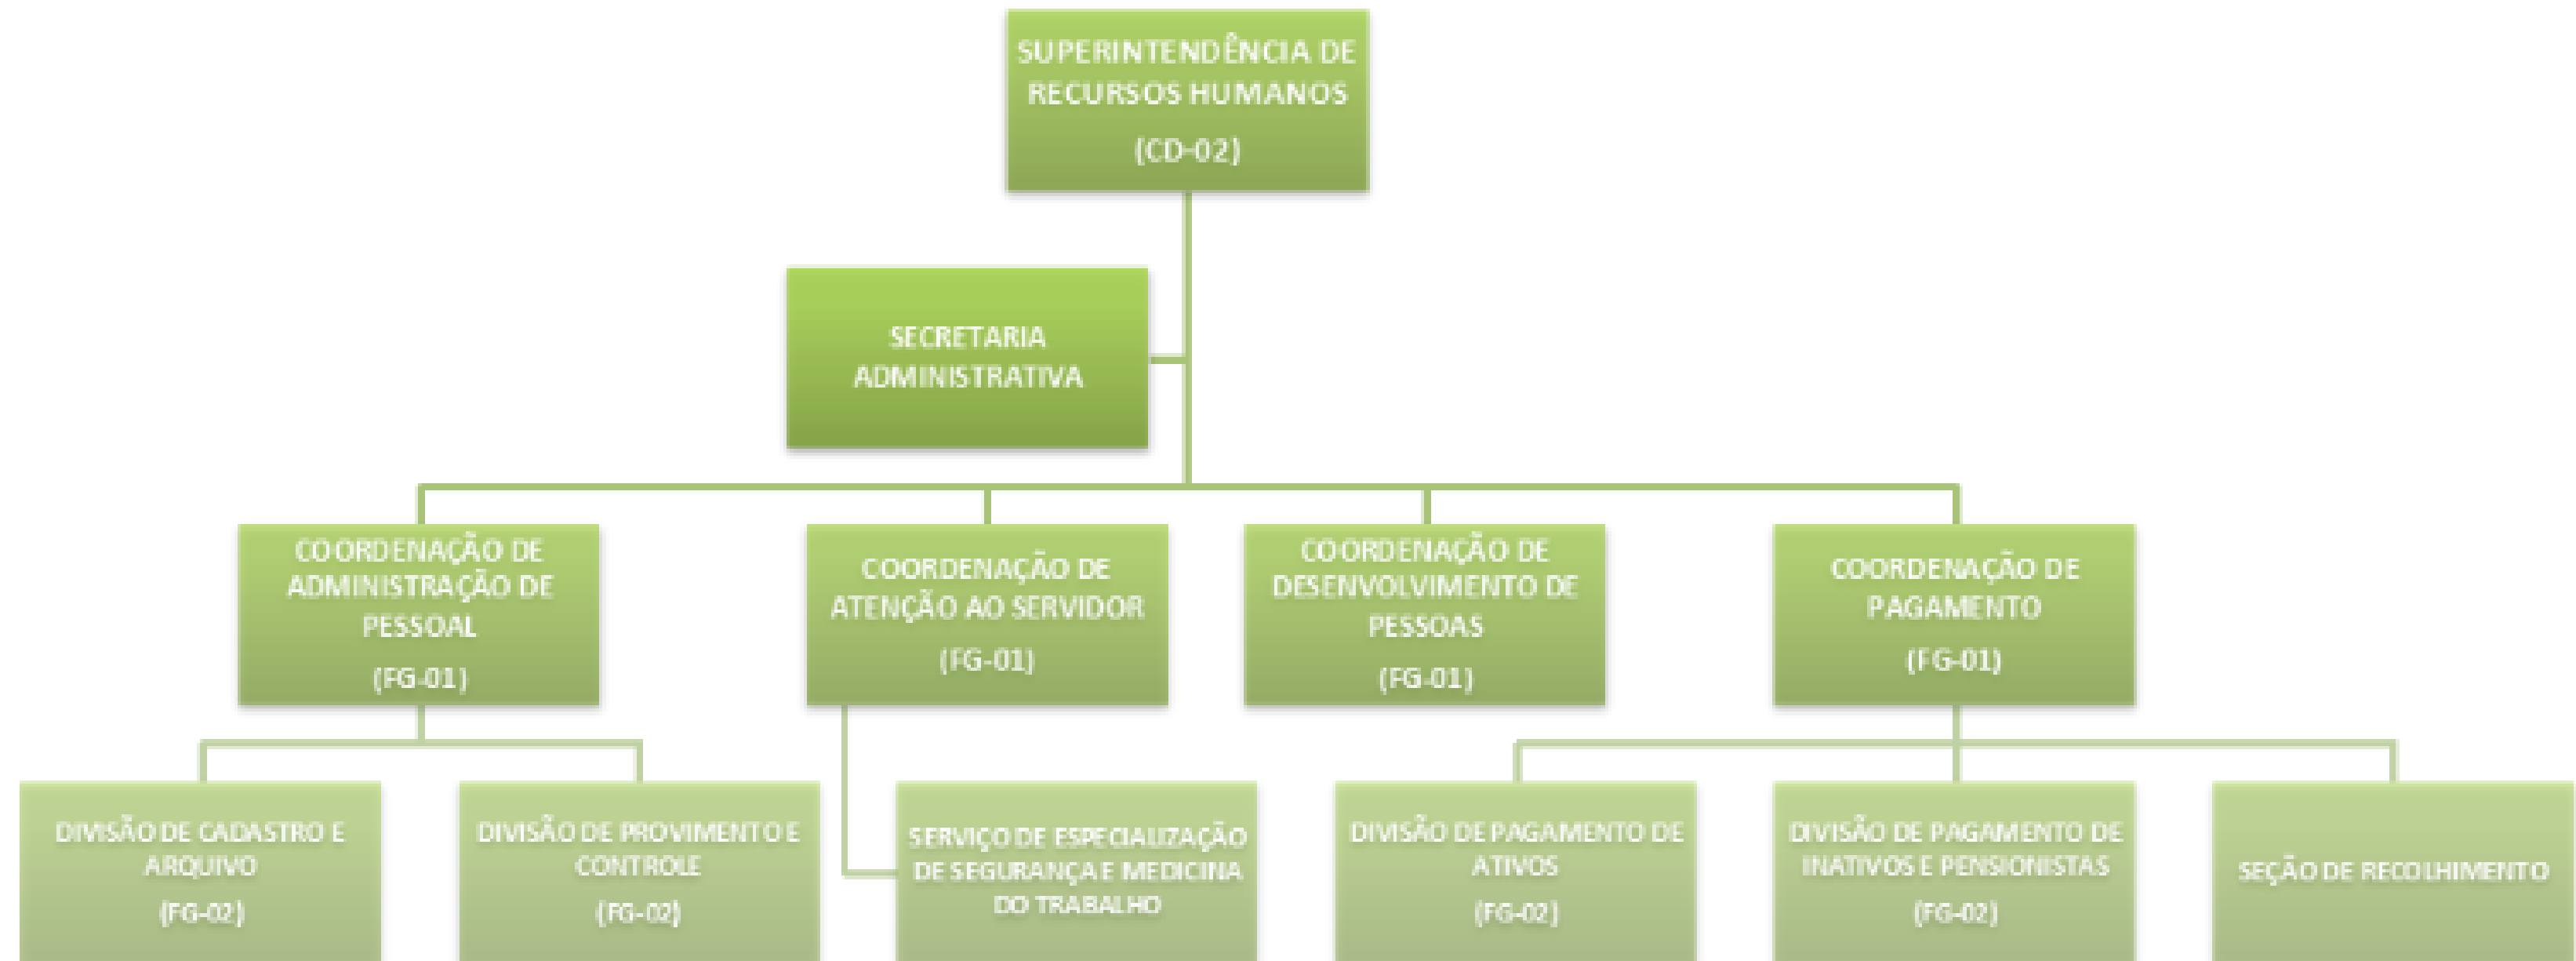 SUPERINTENDÊNCIA DE
RECURSOS HUMANOS
(CD-02)
SECRETARIA
ADMINISTRATIVA
COORDENAÇÃO DE
ADMINISTRAÇÃO DE
PESSOAL
(FG-01)
COORDENAÇÃO DE
ATENÇÃO AO SERVIDOR
(FG-01)
COORDENAÇÃO DE
DESENVOLVIMENTO DE
PESSOAS
(FG-01)
COORDENAÇÃO DE
PAGAMENTO
(FG-01)
DIVISÃO DE CADASTRO E
ARQUIVO
(FG-02)
DIVISÃO DE PROVIMENTO E
CONTROLE
(FG-02)
SERVIÇO DE ESPECIALIZAÇÃO
DE SEGURANÇA E MEDICINA
DO TRABALHO
DIVISÃO DE PAGAMENTO DE
ATIVOS
(FG-02)
DIVISÃO DE PAGAMENTO DE
INATIVOS E PENSIONISTAS
(FG-02)
SEÇÃO DE RECOLHIMENTO